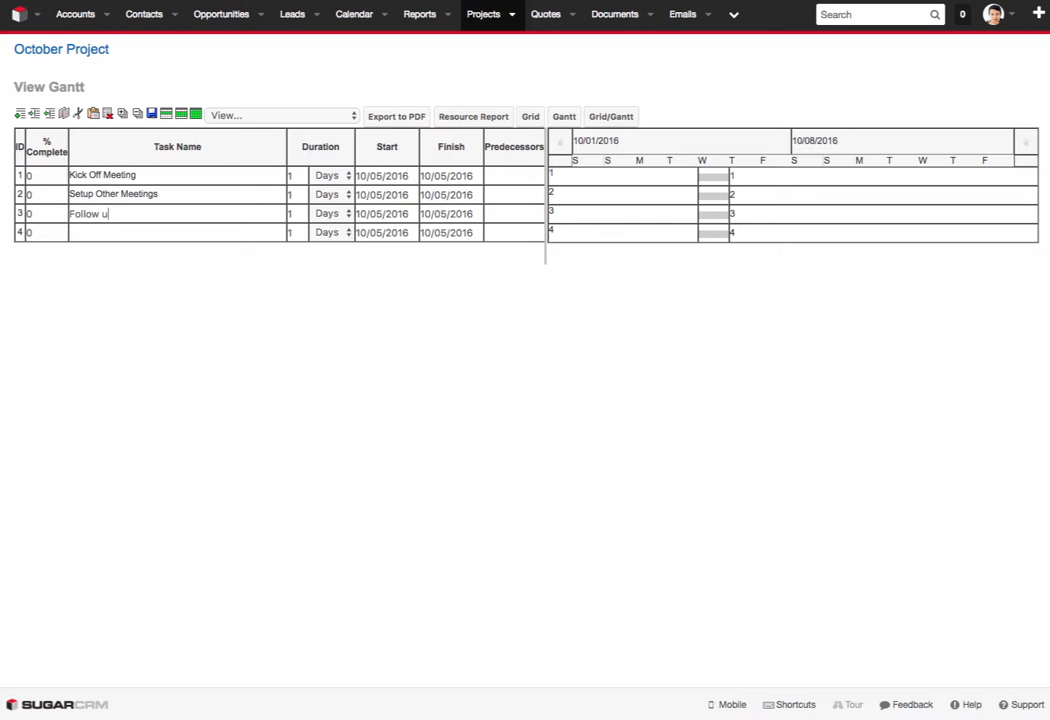 Accounts Contacts Opportunities Leads Calendar Reports Projects Quotes Documents Emails Search 0
October Project
View Gantt
View... Export to PDF Resource Report Grid Gantt Grid/Gantt
ID % Complete Task Name Duration Start Finish Predecessors 10/01/2016 10/08/2016
S S M T W T F S S M T W T F
1 0 Kick Off Meeting 1 Days 10/05/2016 10/05/2016 1 1
2 0 Setup Other Meetings 1 Days 10/05/2016 10/05/2016 2 2
3 0 Follow u 1 Days 10/05/2016 10/05/2016 3 3
4 0 1 Days 10/05/2016 10/05/2016 4 4
SUGARCRM Mobile Shortcuts Tour Feedback Help Support